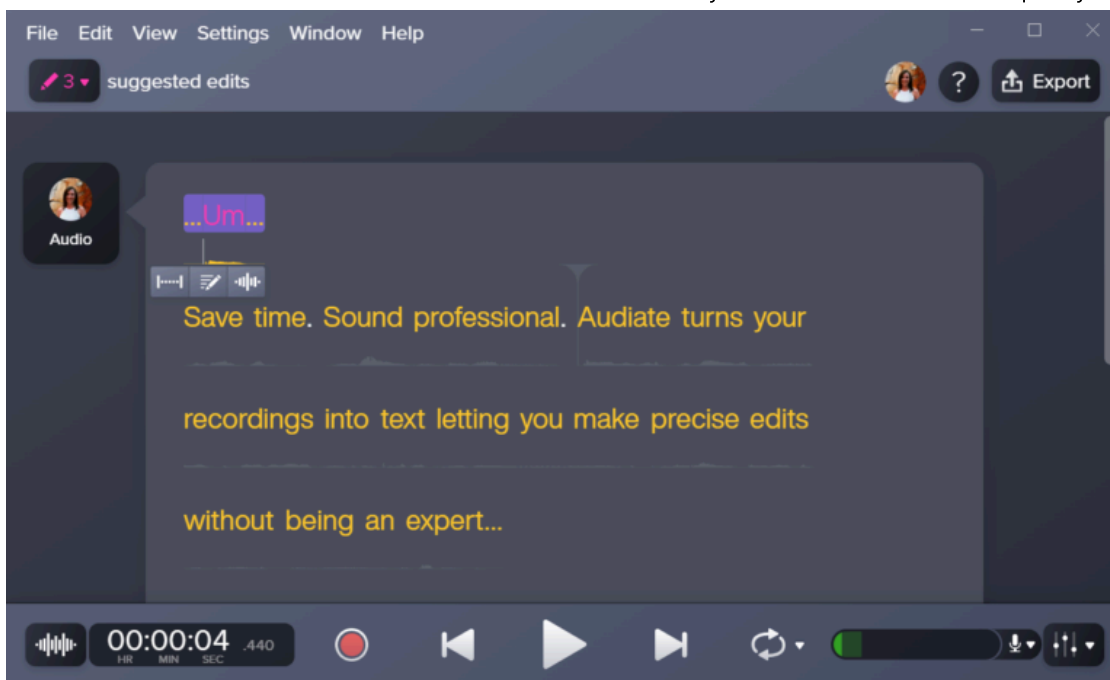 File Edit View Settings Window Help
3 suggested edits
? Export
Audio
...Um...
Save time. Sound professional. Audiate turns your
recordings into text letting you make precise edits
without being an expert...
00:00:04 .440
HR MIN SEC